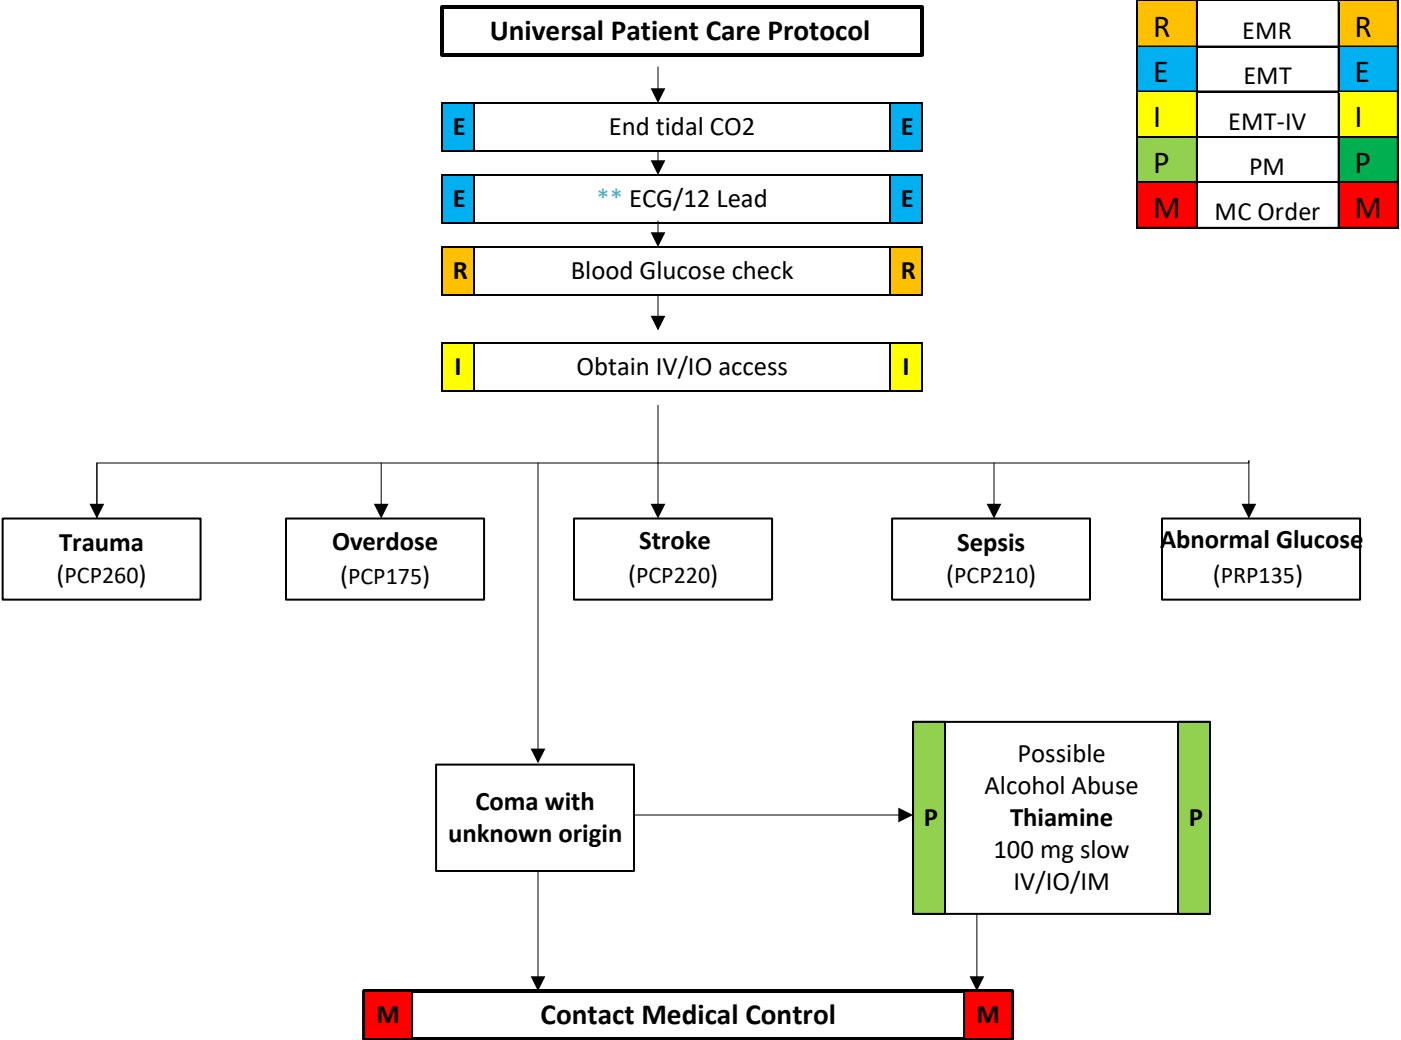 Universal Patient Care Protocol
R EMR R
E EMT E
I EMT-IV I
P PM P
M MC Order M
E End tidal CO2 E
E ** ECG/12 Lead E
R Blood Glucose check R
I Obtain IV/IO access I
Trauma
(PCP260)
Overdose
(PCP175)
Stroke
(PCP220)
Sepsis
(PCP210)
Abnormal Glucose
(PRP135)
Coma with
unknown origin
Possible
Alcohol Abuse
P Thiamine P
100 mg slow
IV/IO/IM
M Contact Medical Control M